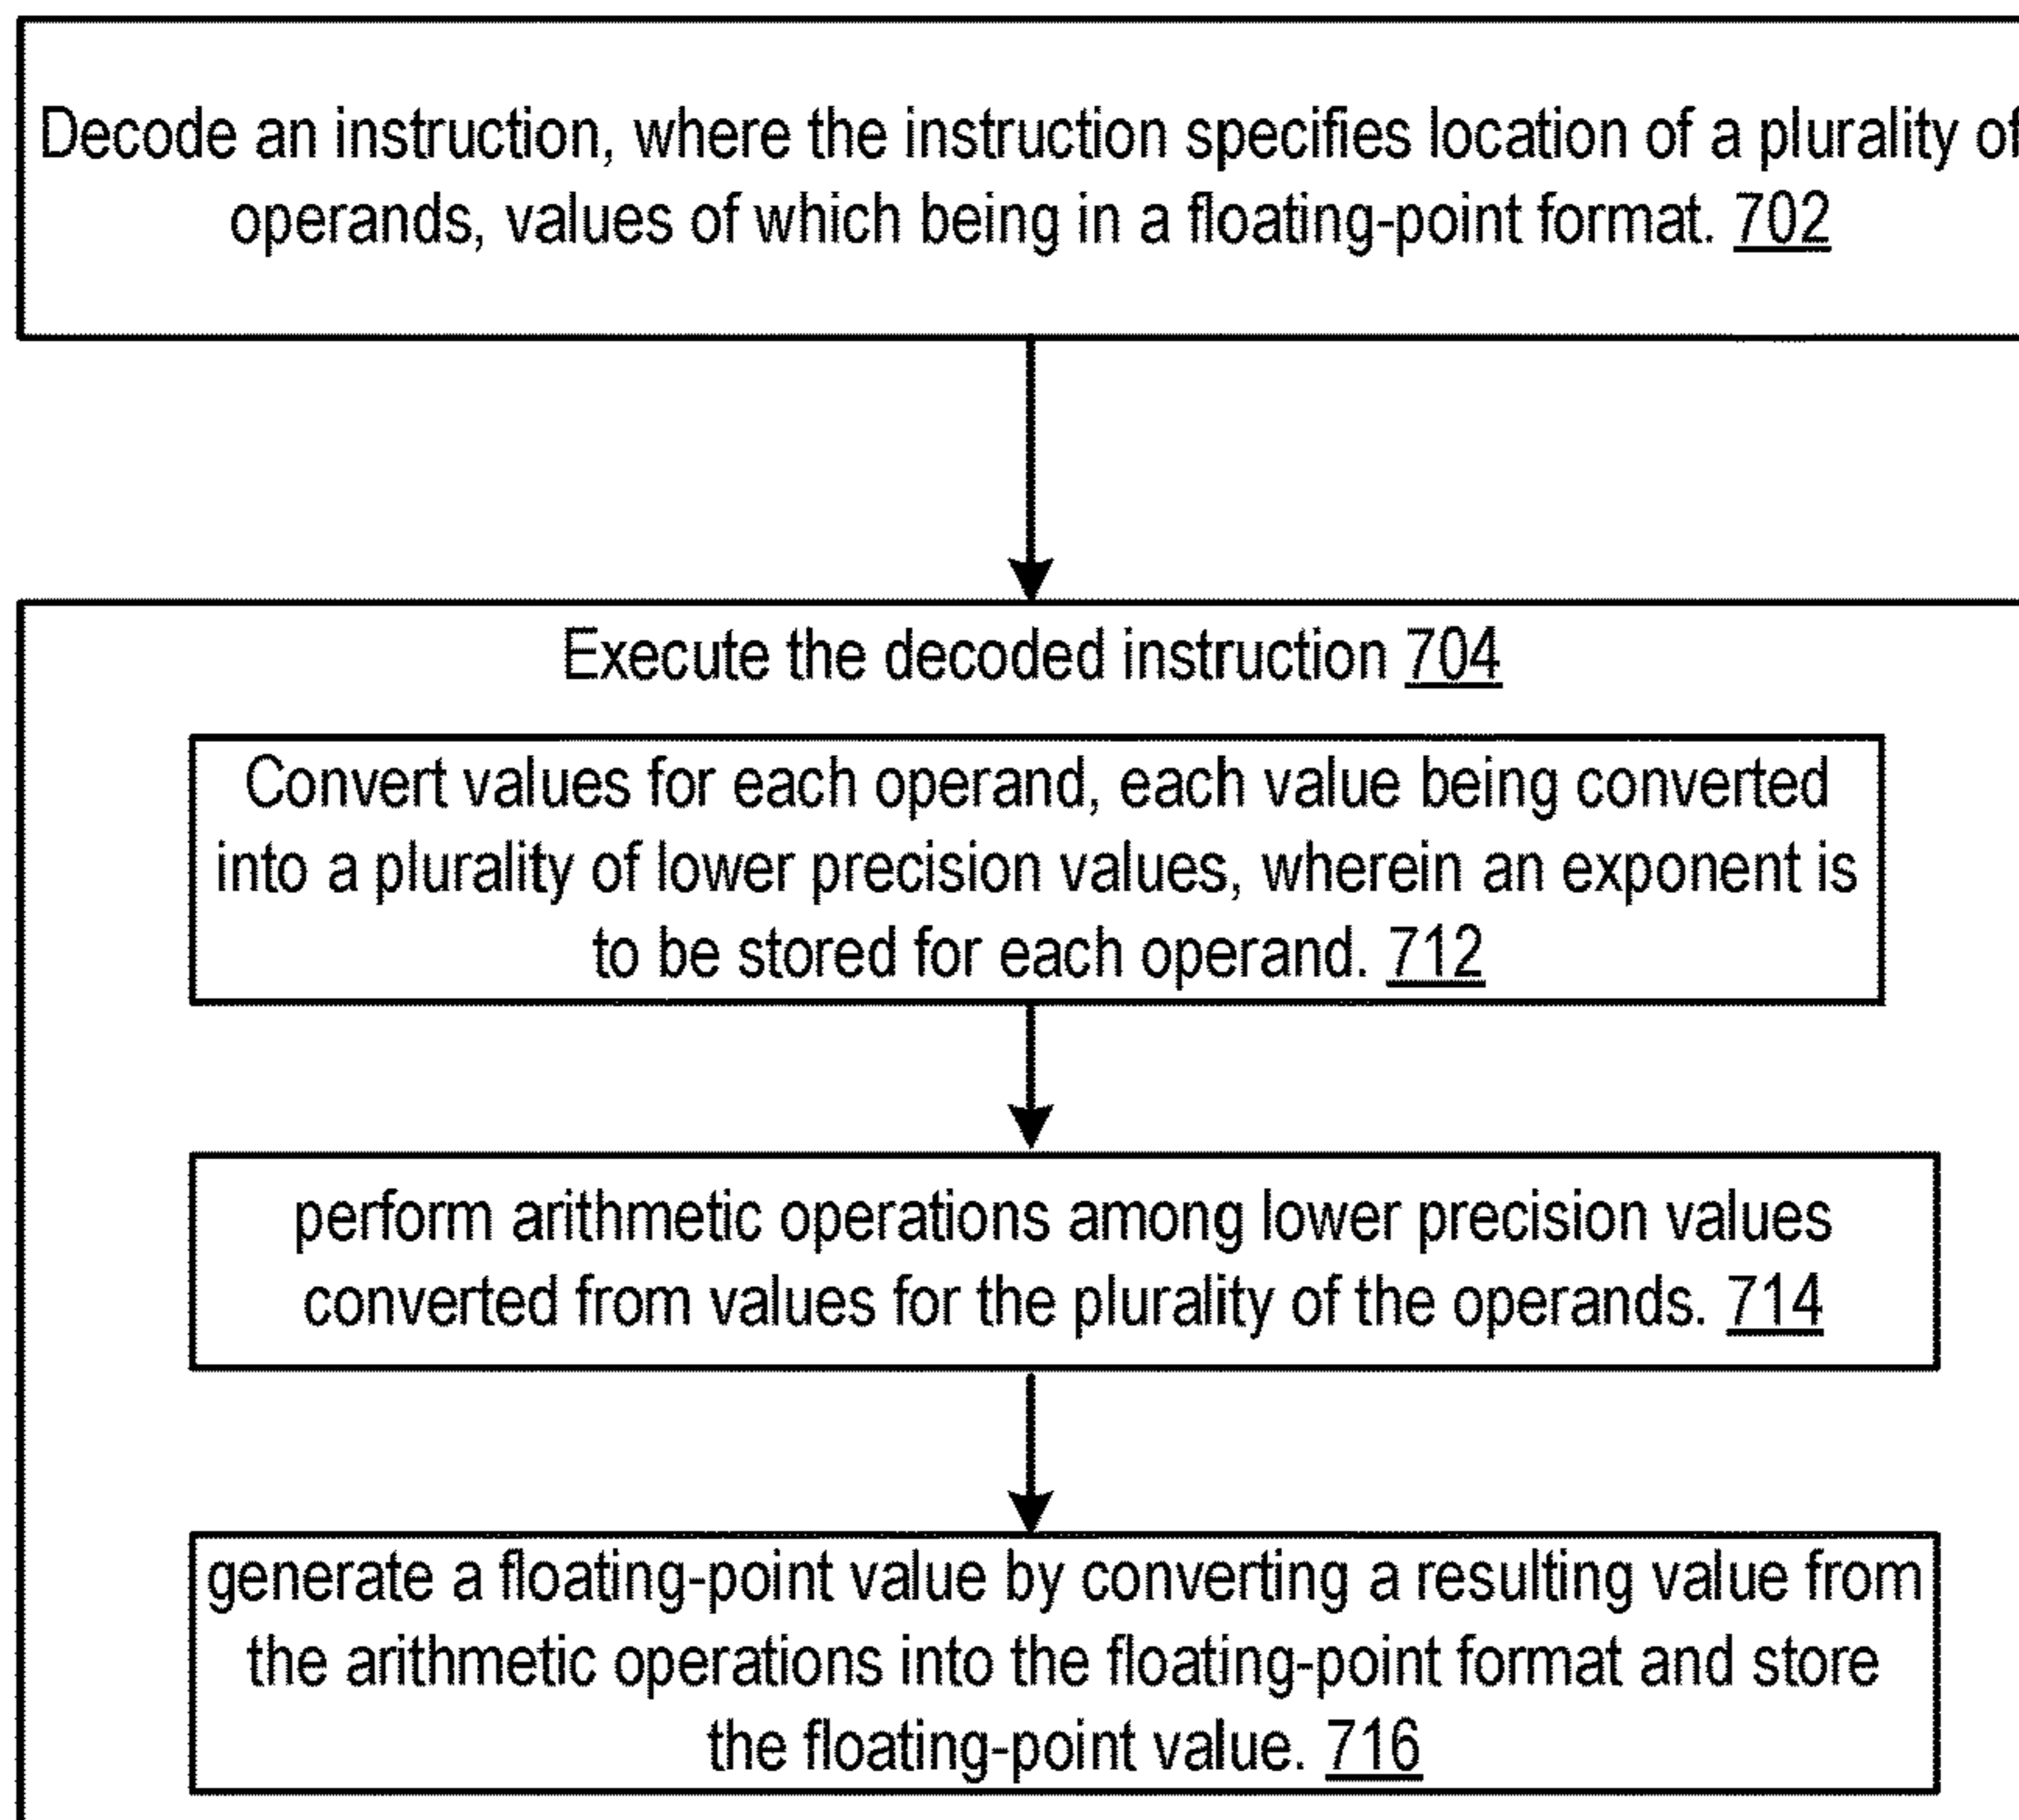 Decode an instruction, where the instruction specifies location of a plurality of
operands, values of which being in a floating-point format. 702
Execute the decoded instruction 704
Convert values for each operand, each value being converted
into a plurality of lower precision values, wherein an exponent is
to be stored for each operand. 712
perform arithmetic operations among lower precision values
converted from values for the plurality of the operands. 714
generate a floating-point value by converting a resulting value from
the arithmetic operations into the floating-point format and store
the floating-point value. 716